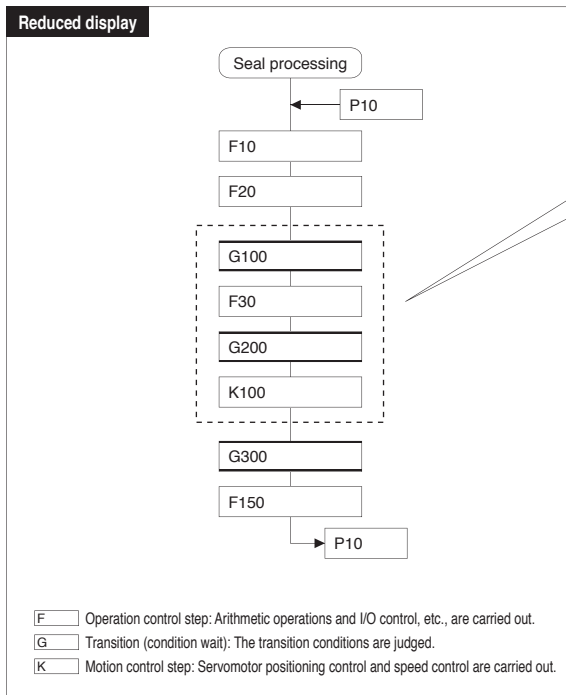 Reduced display
Seal processing
P10
F10
F20
G100
F30
G200
K100
G300
F150
P10
F Operation control step: Arithmetic operations and I/O control, etc., are carried out.
G Transition (condition wait): The transition conditions are judged.
K Motion control step: Servomotor positioning control and speed control are carried out.